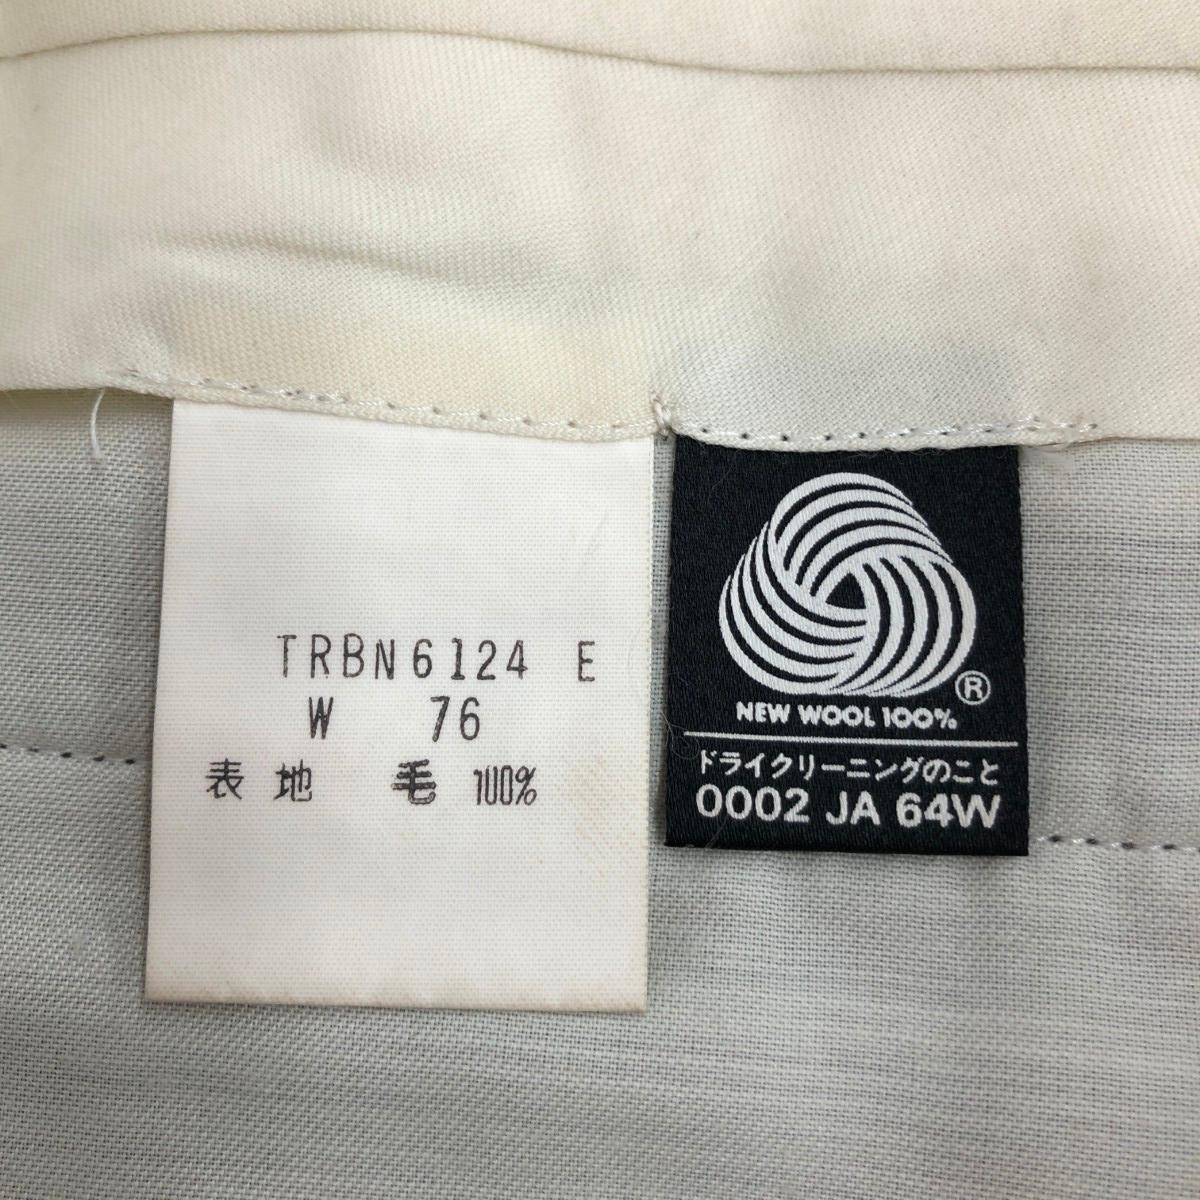 TRBN6124 E
W 76
表地 毛 100%
®
NEW WOOL 100%
ドライクリーニングのこと
0002 JA 64W